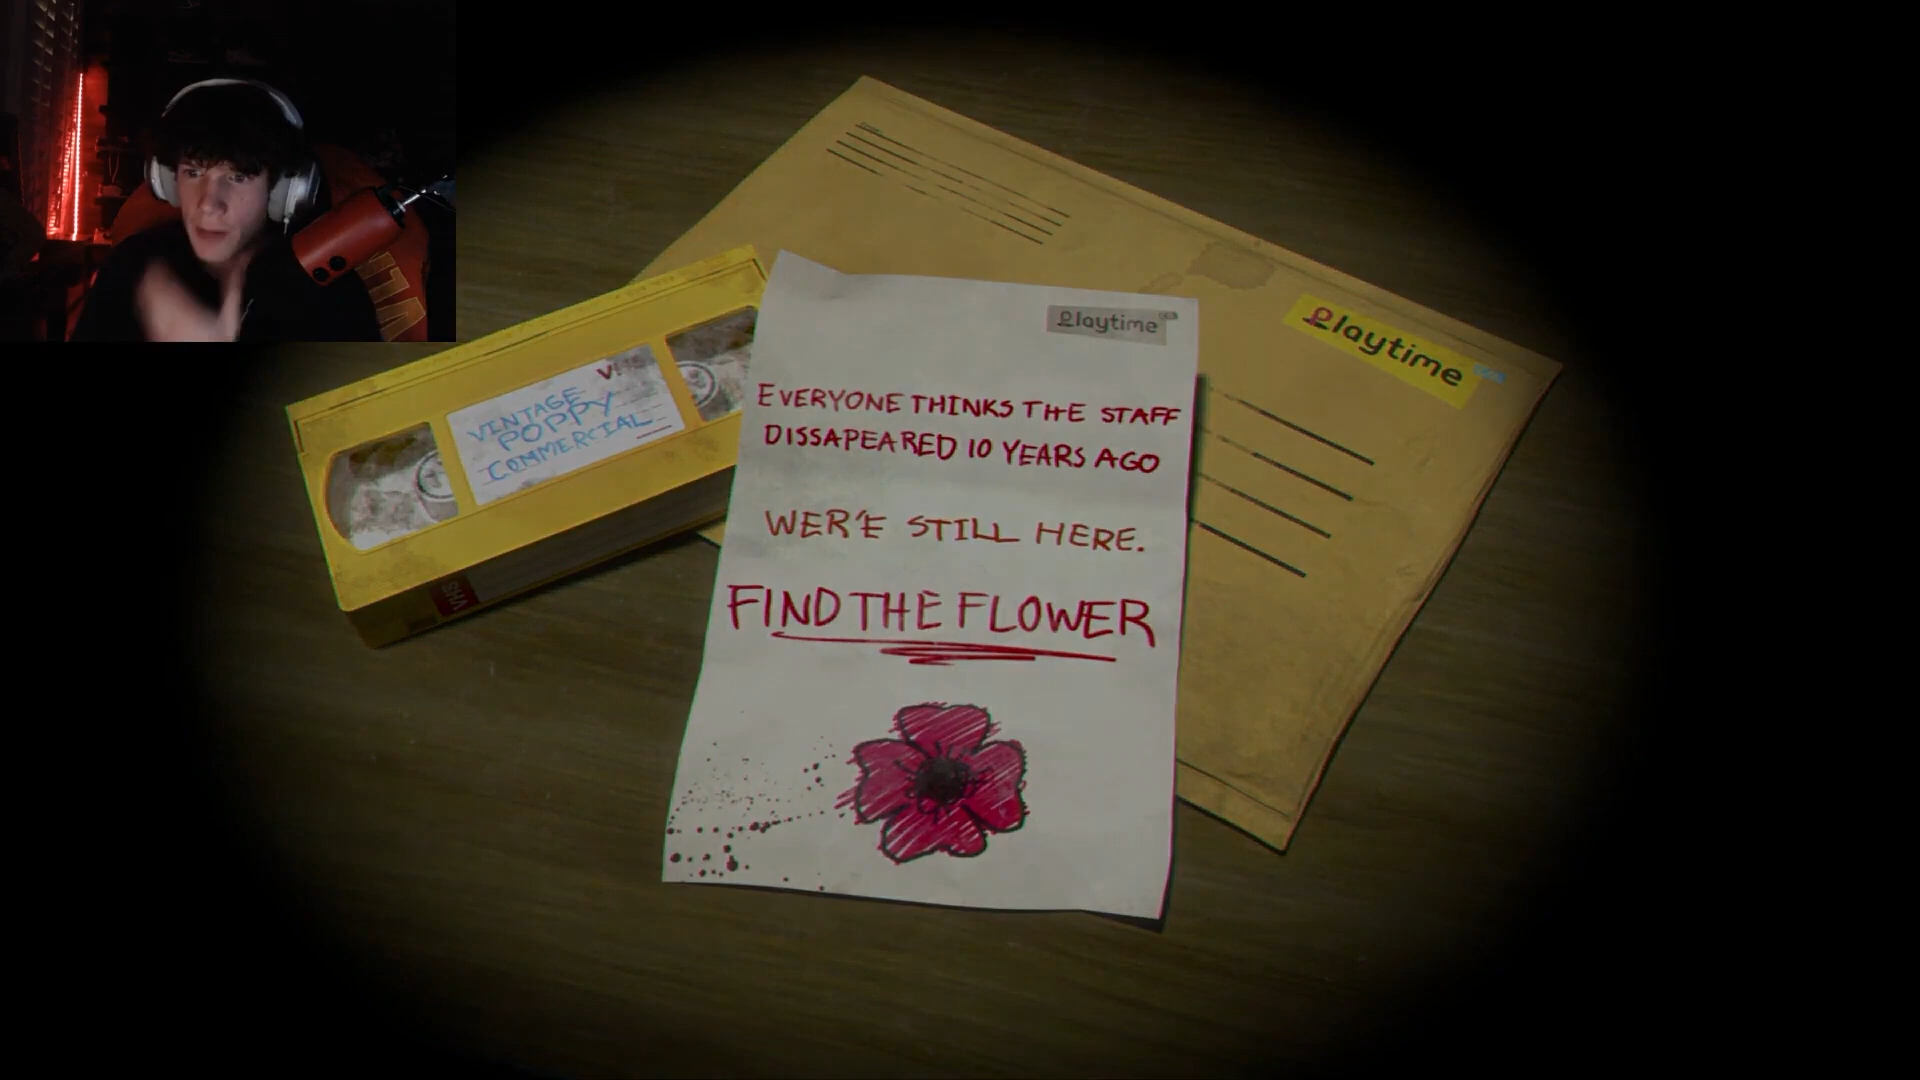 Playtime
EVERYONE THINKS THE STAFF
DISSAPEARED 10 YEARS AGO
WER'E STILL HERE.
FIND THE FLOWER
VINTAGE
POPPY
COMMERCIAL
VHS
Playtime